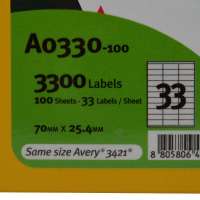 A0330-100
3300 Labels
100 Sheets - 33 Labels / Sheet
33
70mm x 25.4mm
Same size Avery® 3421*
8 805806 4